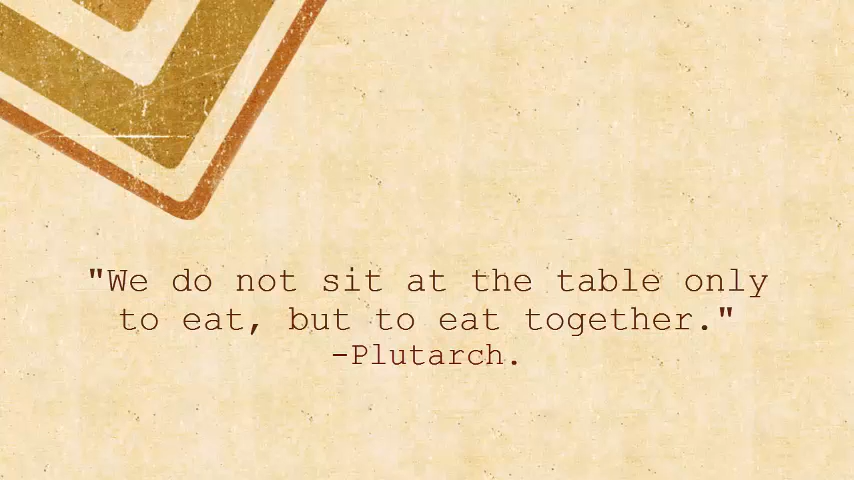 "We do not sit at the table only
to eat, but to eat together."
-Plutarch.